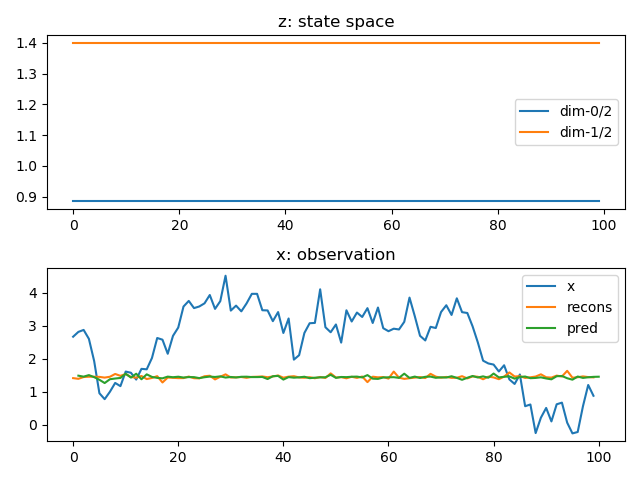 z: state space
1.4
1.3
1.2
1.1
1.0
0.9
dim-0/2
dim-1/2
0 20 40 60 80 100
x: observation
4
3
2
1
0
x
recons
pred
0 20 40 60 80 100